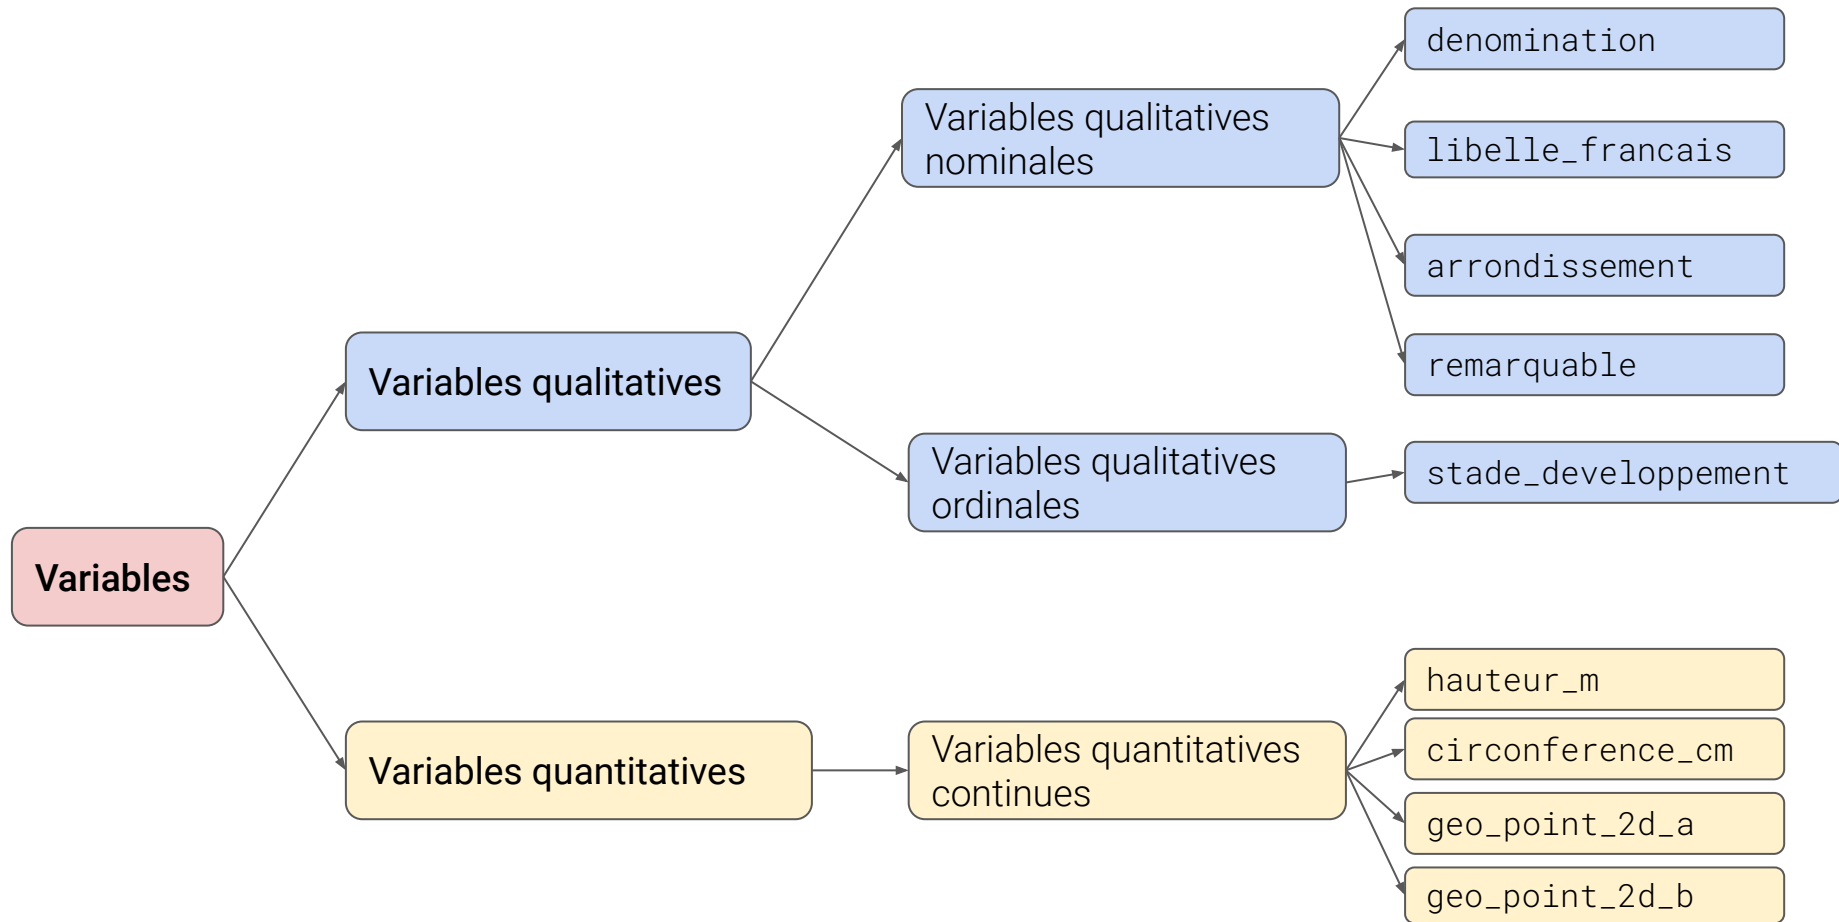 denomination
Variables qualitatives
nominales
libelle_francais
arrondissement
remarquable
Variables qualitatives
Variables qualitatives
ordinales
stade_developpement
Variables
hauteur_m
Variables quantitatives
Variables quantitatives
continues
circonference_cm
geo_point_2d_a
geo_point_2d_b